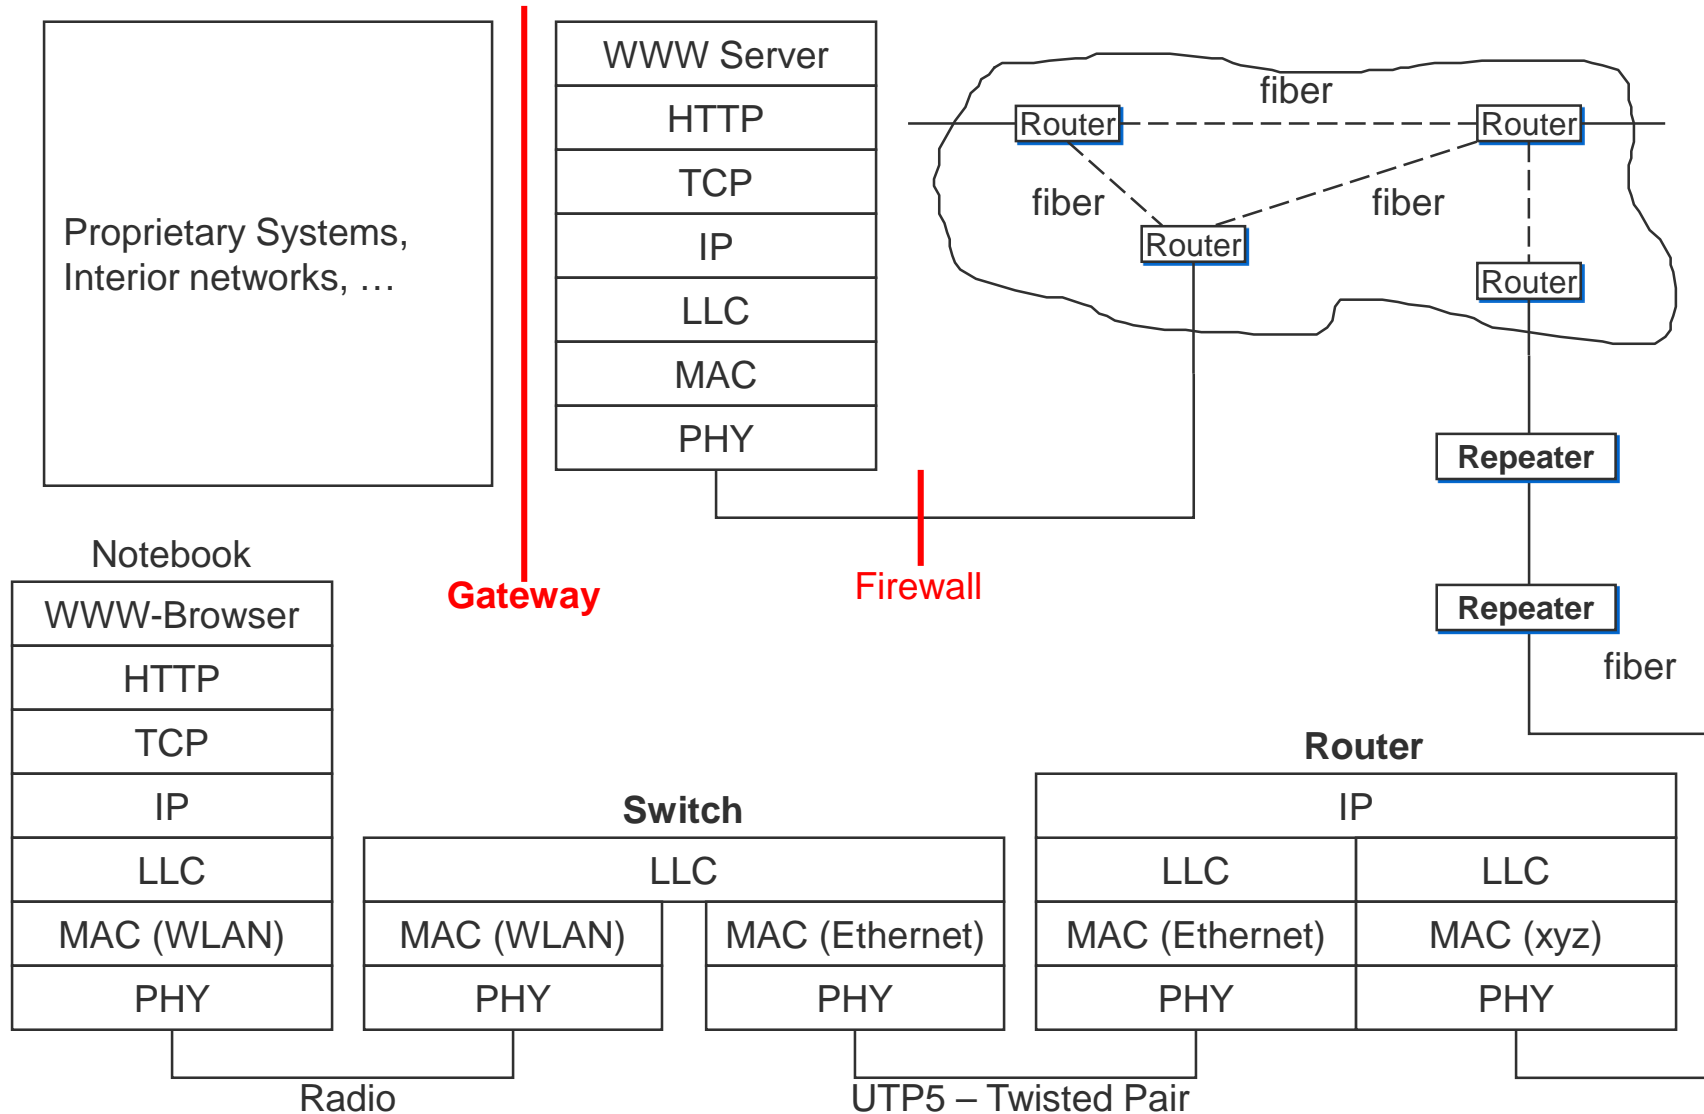 Proprietary Systems,
Interior networks, …
Gateway
WWW Server
HTTP
TCP
IP
LLC
MAC
PHY
Firewall
fiber
Router
Router
fiber
fiber
Router
Router
Repeater
Repeater
fiber
Notebook
WWW-Browser
HTTP
TCP
IP
LLC
MAC (WLAN)
PHY
Radio
Switch
LLC
MAC (WLAN)
MAC (Ethernet)
PHY
PHY
UTP5 – Twisted Pair
Router
IP
LLC
LLC
MAC (Ethernet)
MAC (xyz)
PHY
PHY